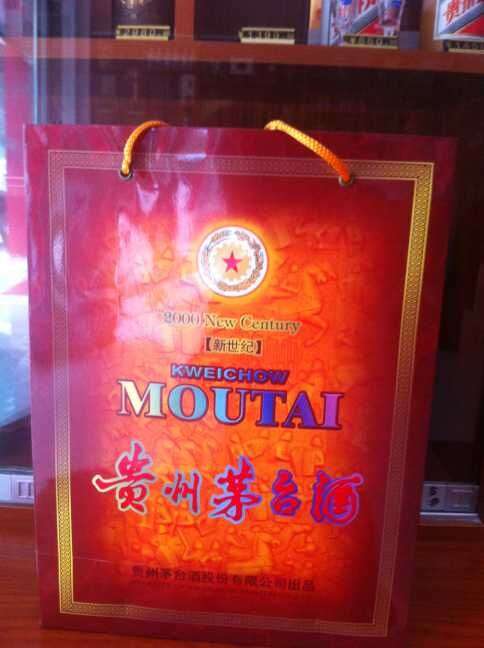 2000 New Century
【新世纪】
KWEICHOW
MOUTAI
贵州茅台酒
贵州茅台酒股份有限公司出品